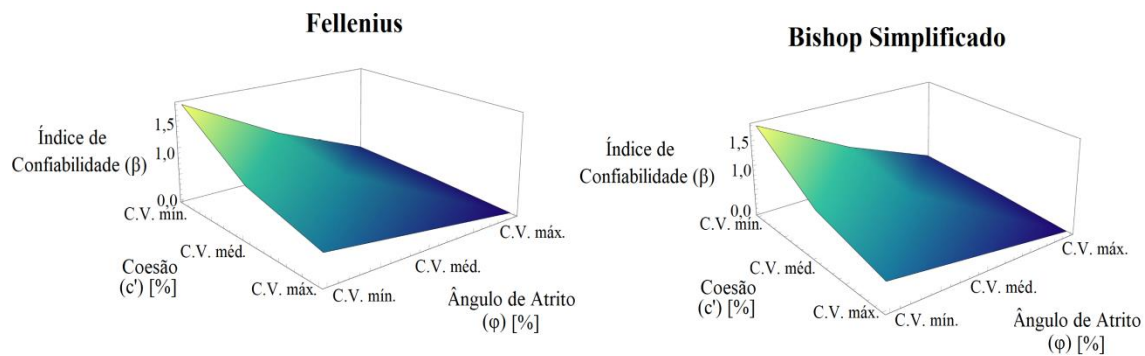 Fellenius
Índice de
Confiabilidade (β)
1,5
1,0
0,0
C.V. mín.
C.V. méd.
C.V. máx.
Coesão
(c') [%]
C.V. mín.
C.V. méd.
C.V. máx.
Ângulo de Atrito
(φ) [%]
Bishop Simplificado
Índice de
Confiabilidade (β)
1,5
1,0
0,0
C.V. mín.
C.V. méd.
C.V. máx.
Coesão
(c') [%]
C.V. mín.
C.V. méd.
C.V. máx.
Ângulo de Atrito
(φ) [%]